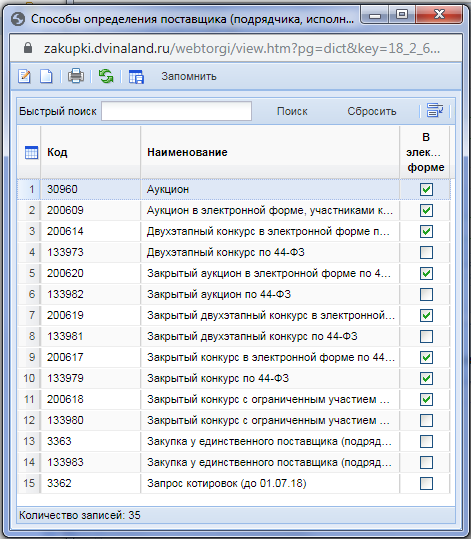 Способы определения поставщика (подрядчика, исполн...
zakupki.dvinaland.ru/webtorgi/view.htm?pg=dict&key=18_2_6...
Запомнить
Быстрый поиск Поиск Сбросить
Код Наименование В элек... форме
1 30960 Аукцион
2 200609 Аукцион в электронной форме, участниками к...
3 200614 Двухэтапный конкурс в электронной форме п...
4 133973 Двухэтапный конкурс по 44-ФЗ
5 200620 Закрытый аукцион в электронной форме по 4...
6 133982 Закрытый аукцион по 44-ФЗ
7 200619 Закрытый двухэтапный конкурс в электронной...
8 133981 Закрытый двухэтапный конкурс по 44-ФЗ
9 200617 Закрытый конкурс в электронной форме по 44...
10 133979 Закрытый конкурс по 44-ФЗ
11 200618 Закрытый конкурс с ограниченным участием ...
12 133980 Закрытый конкурс с ограниченным участием ...
13 3363 Закупка у единственного поставщика (подряд...
14 133983 Закупка у единственного поставщика (подряд...
15 3362 Запрос котировок (до 01.07.18)
Количество записей: 35